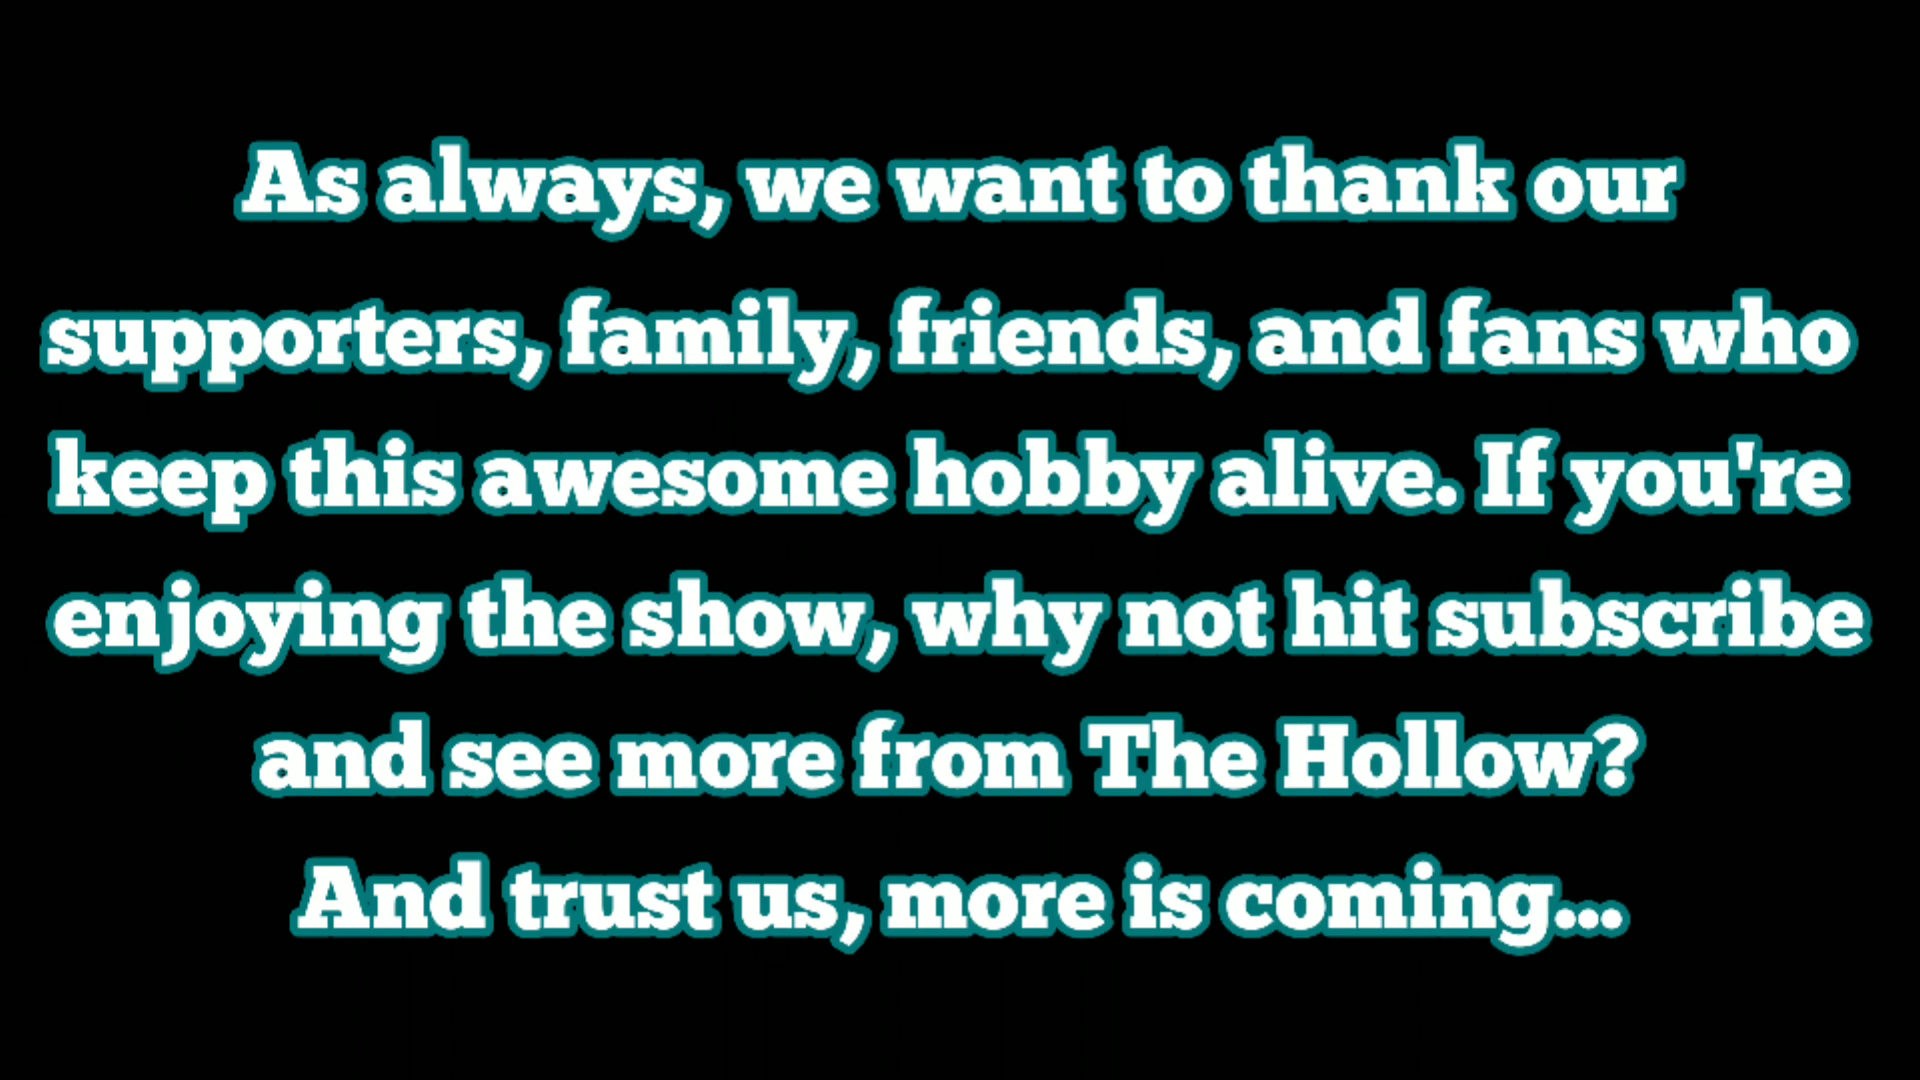 As always, we want to thank our
supporters, family, friends, and fans who
keep this awesome hobby alive. If you're
enjoying the show, why not hit subscribe
and see more from The Hollow?
And trust us, more is coming...